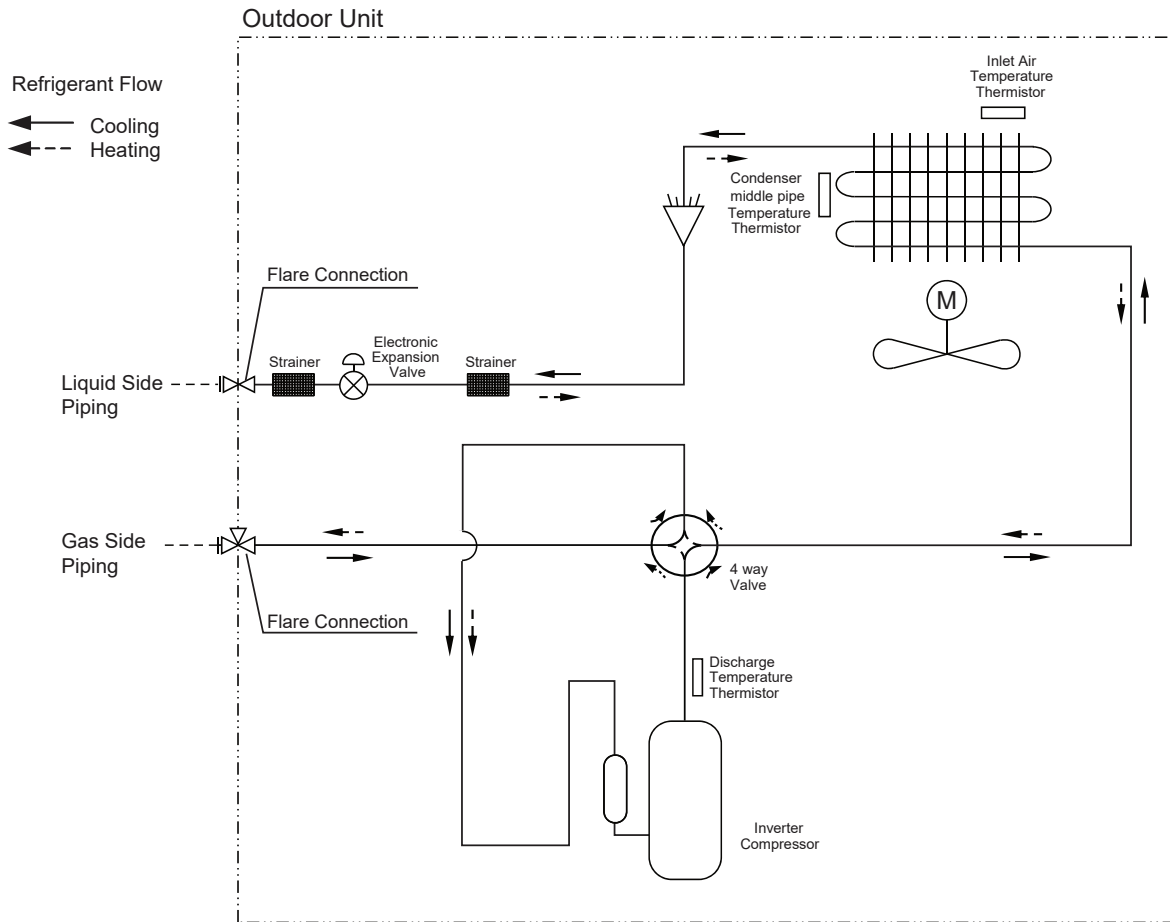 Outdoor Unit
Refrigerant Flow
Cooling
Heating
Inlet Air
Temperature
Thermistor
Condenser
middle pipe
Temperature
Thermistor
M
Flare Connection
Strainer
Electronic
Expansion
Valve
Strainer
Liquid Side
Piping
Gas Side
Piping
4 way
Valve
Flare Connection
Discharge
Temperature
Thermistor
Inverter
Compressor